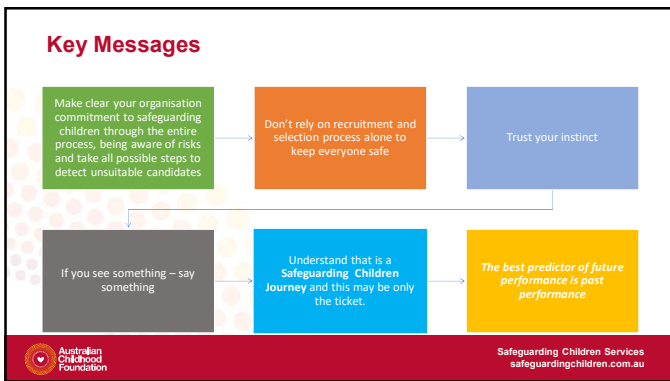 Key Messages
Make clear your organisation
commitment to safeguarding
children through the entire
process, being aware of risks
and take all possible steps to
detect unsuitable candidates
Don't rely on recruitment and
selection process alone to
keep everyone safe
Trust your instinct
If you see something – say
something
Understand that is a
Safeguarding Children
Journey and this may be only
the ticket.
The best predictor of future
performance is past
performance
Australian
Childhood
Foundation
Safeguarding Children Services
safeguardingchildren.com.au